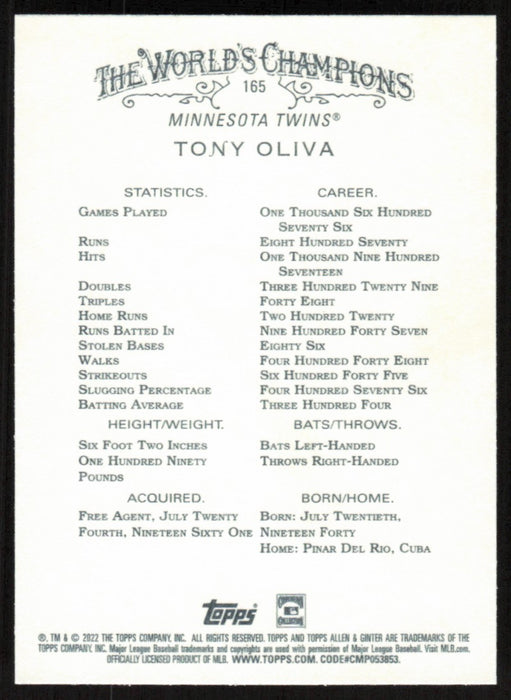 THE WORLD'S CHAMPIONS
165
MINNESOTA TWINS®
TONY OLIVA
STATISTICS. CAREER.
GAMES PLAYED ONE THOUSAND SIX HUNDRED
SEVENTY SIX
RUNS EIGHT HUNDRED SEVENTY
HITS ONE THOUSAND NINE HUNDRED
SEVENTEEN
DOUBLES THREE HUNDRED TWENTY NINE
TRIPLES FORTY EIGHT
HOME RUNS TWO HUNDRED TWENTY
RUNS BATTED IN NINE HUNDRED FORTY SEVEN
STOLEN BASES EIGHTY SIX
WALKS FOUR HUNDRED FORTY EIGHT
STRIKEOUTS SIX HUNDRED FORTY FIVE
SLUGGING PERCENTAGE FOUR HUNDRED SEVENTY SIX
BATTING AVERAGE THREE HUNDRED FOUR
HEIGHT/WEIGHT. BATS/THROWS.
SIX FOOT TWO INCHES BATS LEFT-HANDED
ONE HUNDRED NINETY THROWS RIGHT-HANDED
POUNDS
ACQUIRED. BORN/HOME.
FREE AGENT, JULY TWENTY BORN: JULY TWENTIETH,
FOURTH, NINETEEN SIXTY ONE NINETEEN FORTY
HOME: PINAR DEL RIO, CUBA
Topps
®, TM & © 2022 THE TOPPS COMPANY, INC. ALL RIGHTS RESERVED. TOPPS AND TOPPS ALLEN & GINTER ARE TRADEMARKS OF THE
TOPPS COMPANY, INC. Major League Baseball trademarks and copyrights are used with permission of Major League Baseball. Visit MLB.com.
OFFICIALLY LICENSED PRODUCT OF MLB. WWW.TOPPS.COM. CODE#CMP053853.